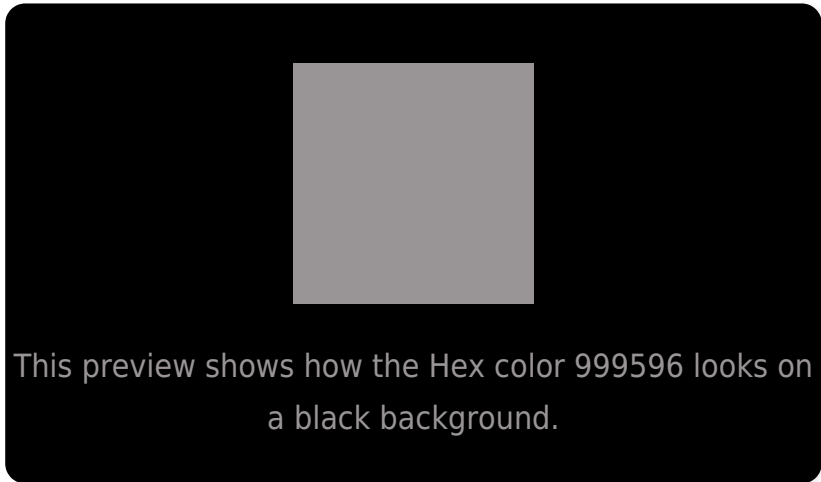 This preview shows how the Hex color 999596 looks on
a black background.